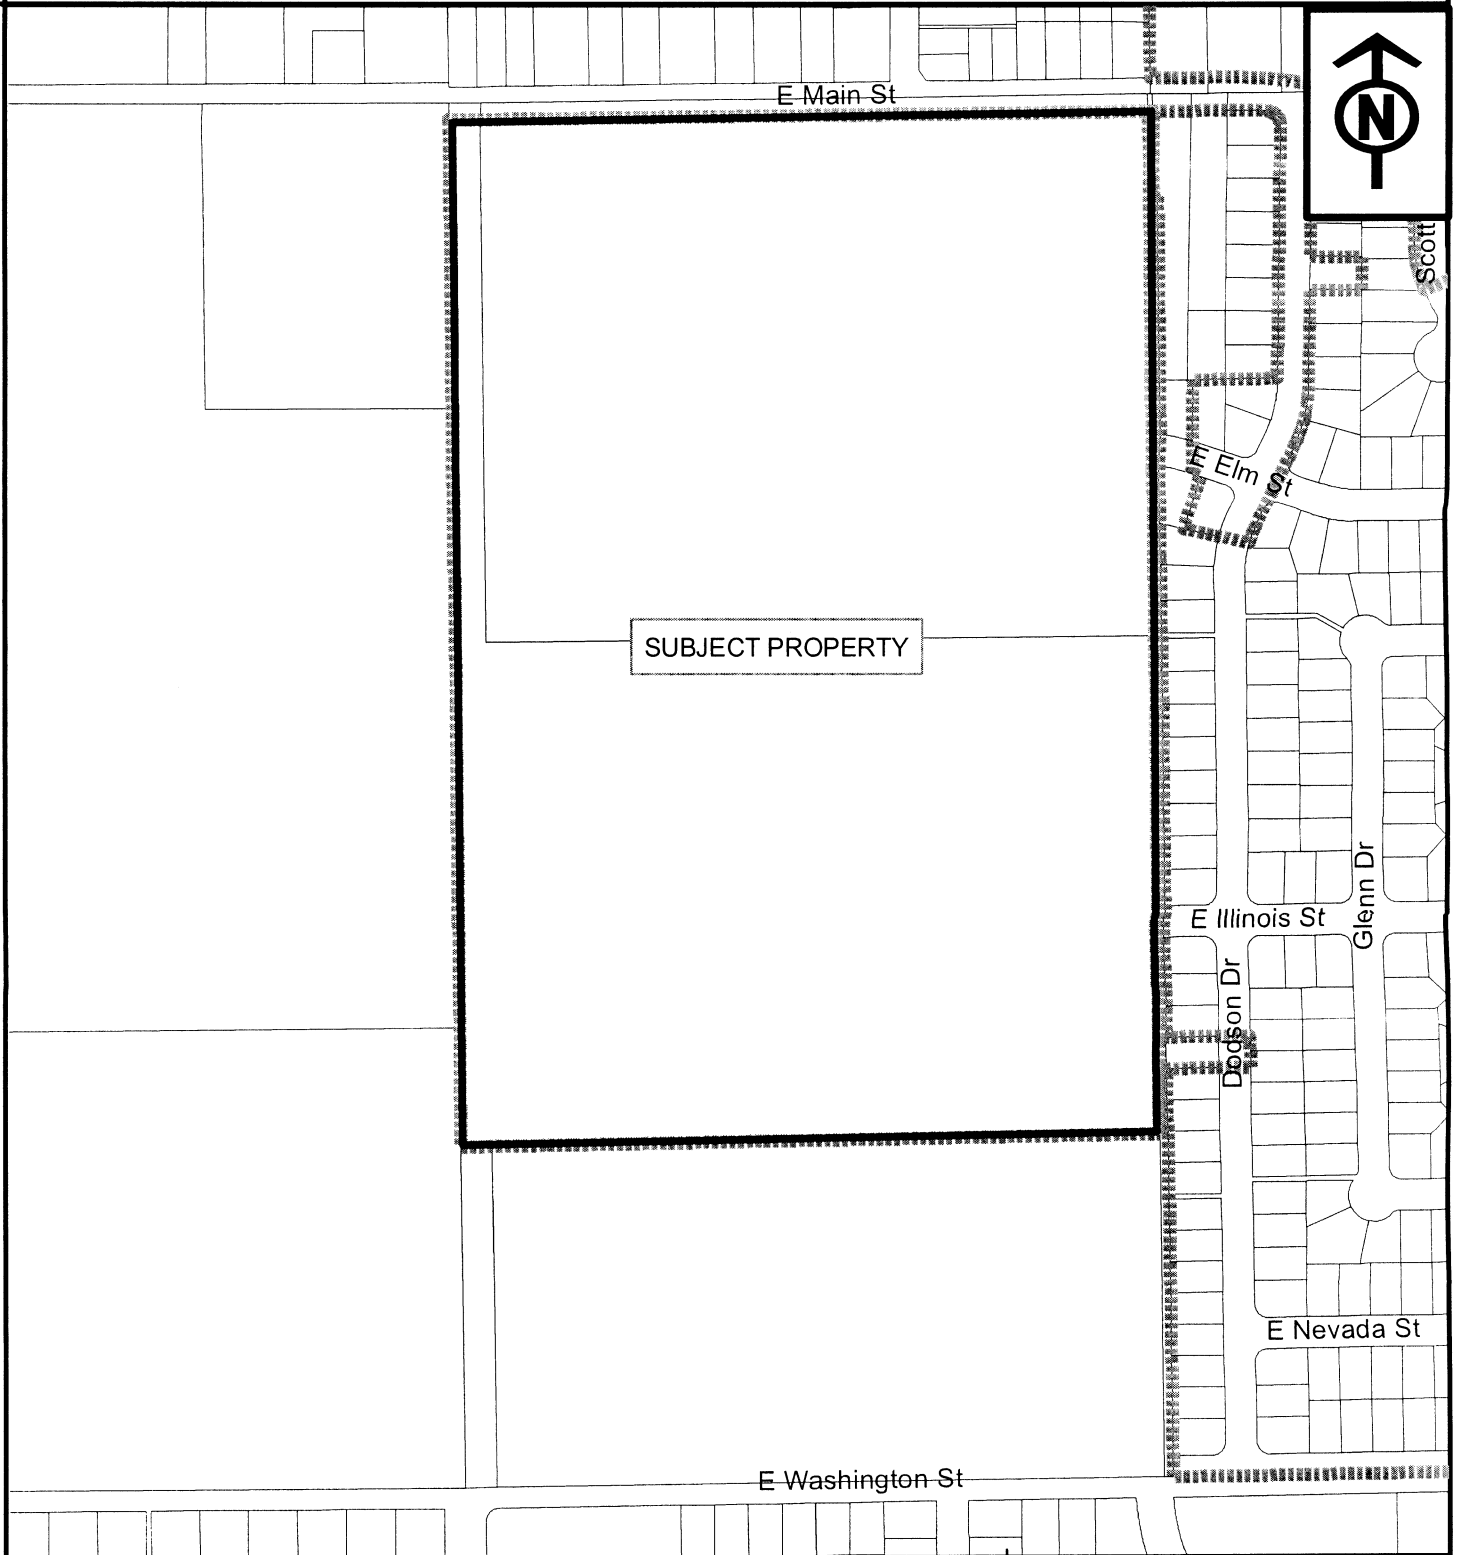 E Main St
N
Scott
E Elm St
SUBJECT PROPERTY
Glenn Dr
E Illinois St
Dodson Dr
E Nevada St
E Washington St